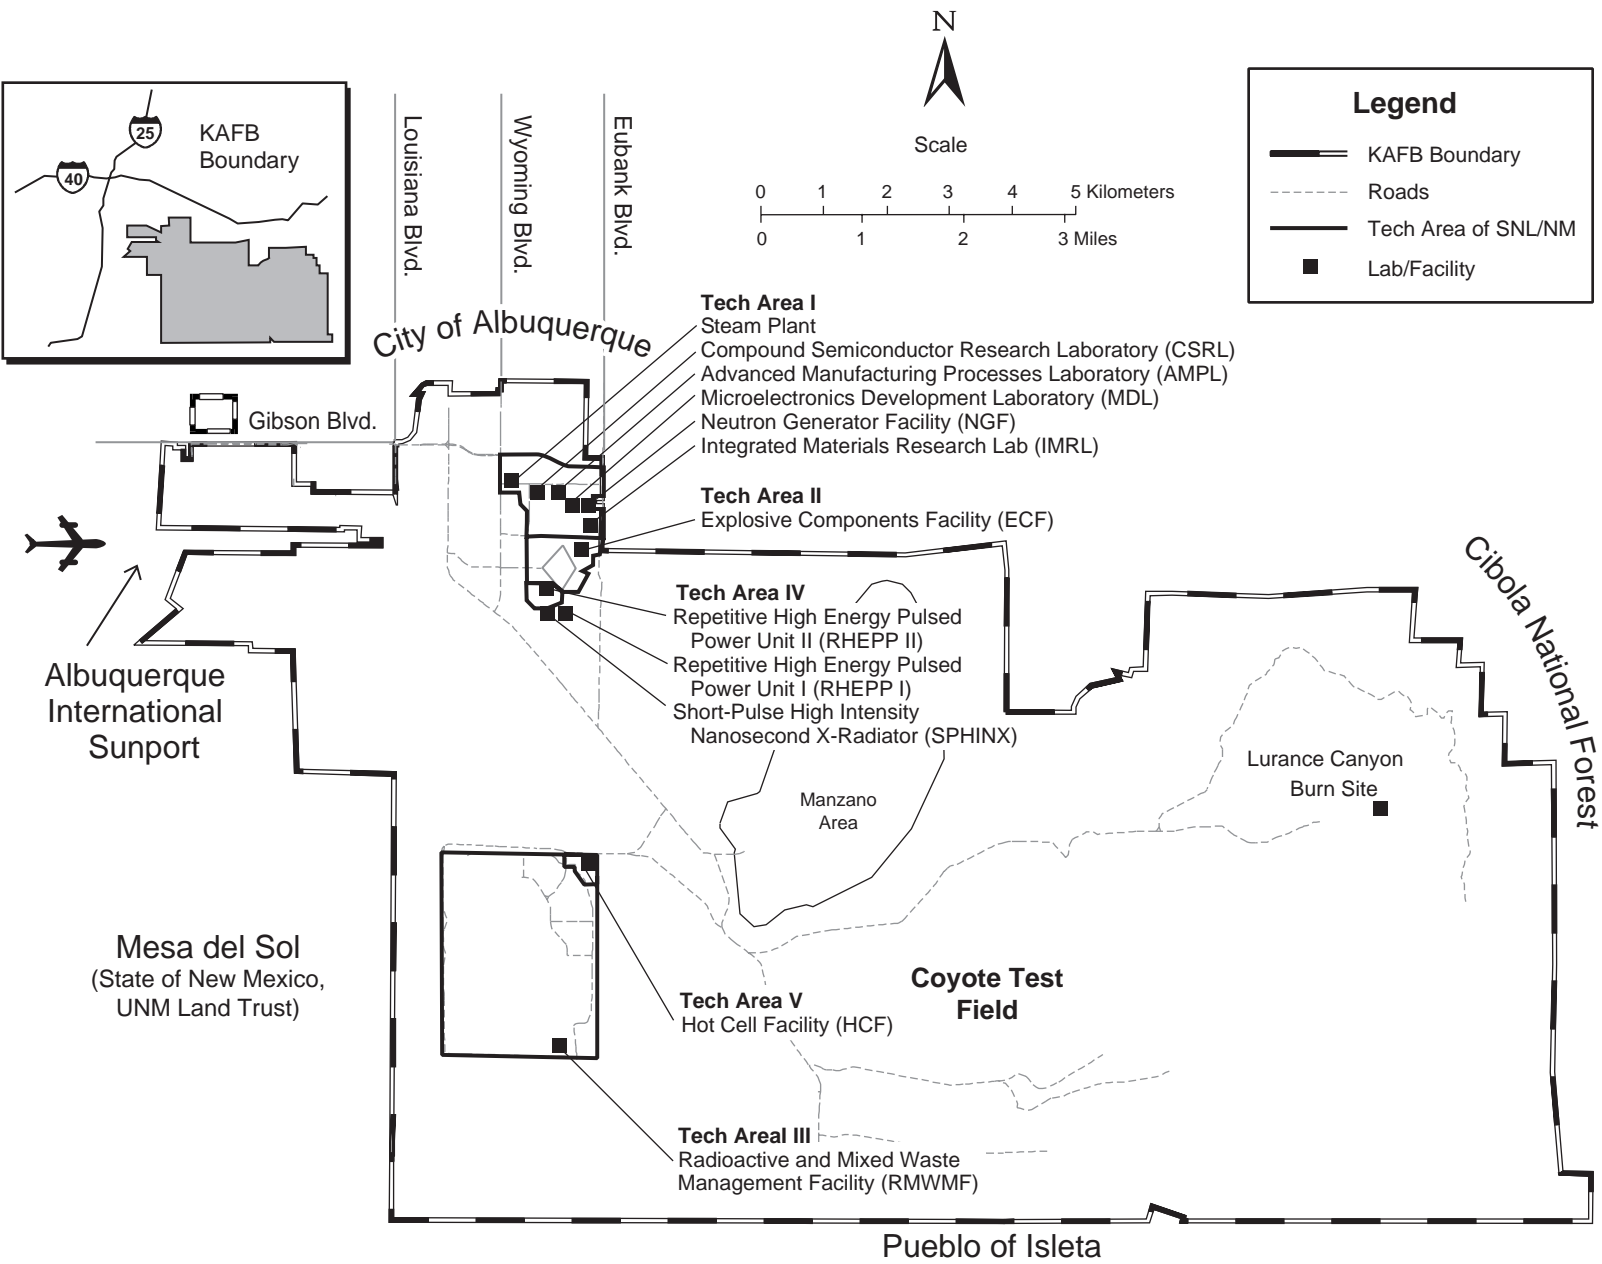 N
Scale
0 1 2 3 4 5 Kilometers
0 1 2 3 Miles
Legend
KAFB Boundary
Roads
Tech Area of SNL/NM
Lab/Facility
25
40
KAFB
Boundary
Louisiana Blvd.
Wyoming Blvd.
Eubank Blvd.
City of Albuquerque
Gibson Blvd.
Tech Area I
Steam Plant
Compound Semiconductor Research Laboratory (CSRL)
Advanced Manufacturing Processes Laboratory (AMPL)
Microelectronics Development Laboratory (MDL)
Neutron Generator Facility (NGF)
Integrated Materials Research Lab (IMRL)
Tech Area II
Explosive Components Facility (ECF)
Tech Area IV
Repetitive High Energy Pulsed
Power Unit II (RHEPP II)
Repetitive High Energy Pulsed
Power Unit I (RHEPP I)
Short-Pulse High Intensity
Nanosecond X-Radiator (SPHINX)
Albuquerque
International
Sunport
Cibola National Forest
Lurance Canyon
Burn Site
Manzano
Area
Mesa del Sol
(State of New Mexico,
UNM Land Trust)
Coyote Test
Field
Tech Area V
Hot Cell Facility (HCF)
Tech Areal III
Radioactive and Mixed Waste
Management Facility (RMWMF)
Pueblo of Isleta